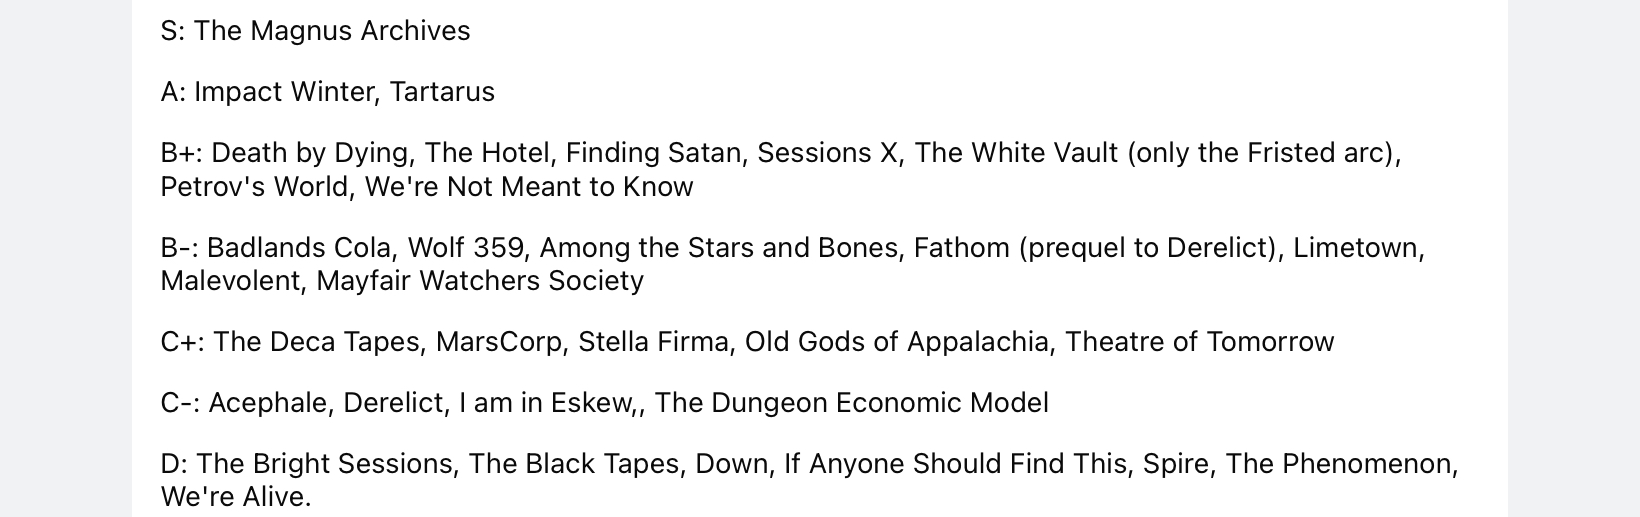 S: The Magnus Archives
A: Impact Winter, Tartarus
B+: Death by Dying, The Hotel, Finding Satan, Sessions X, The White Vault (only the Fristed arc),
Petrov's World, We're Not Meant to Know
B-: Badlands Cola, Wolf 359, Among the Stars and Bones, Fathom (prequel to Derelict), Limetown,
Malevolent, Mayfair Watchers Society
C+: The Deca Tapes, MarsCorp, Stella Firma, Old Gods of Appalachia, Theatre of Tomorrow
C-: Acephale, Derelict, I am in Eskew,, The Dungeon Economic Model
D: The Bright Sessions, The Black Tapes, Down, If Anyone Should Find This, Spire, The Phenomenon,
We're Alive.